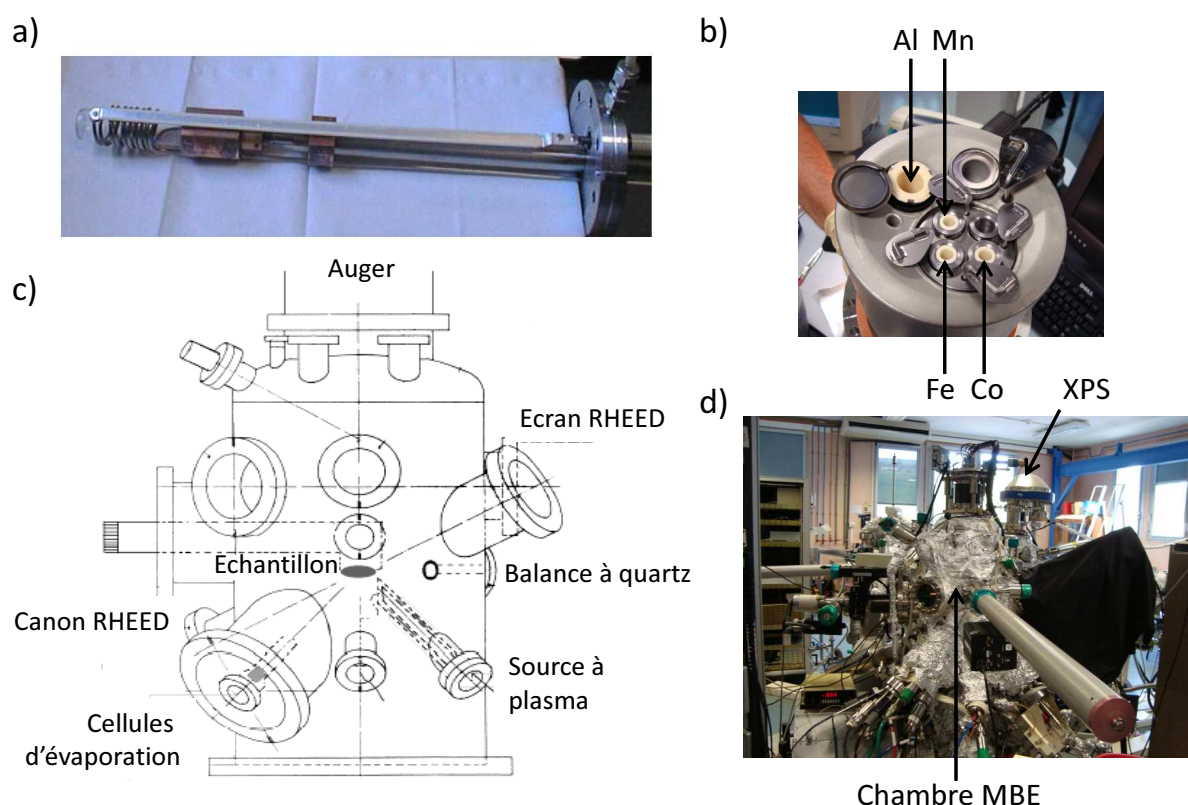 a)
b)
Al Mn
Fe Co
c)
Auger
Ecran RHEED
Echantillon
Balance à quartz
Canon RHEED
Source à
plasma
Cellules
d'évaporation
d)
XPS
Chambre MBE